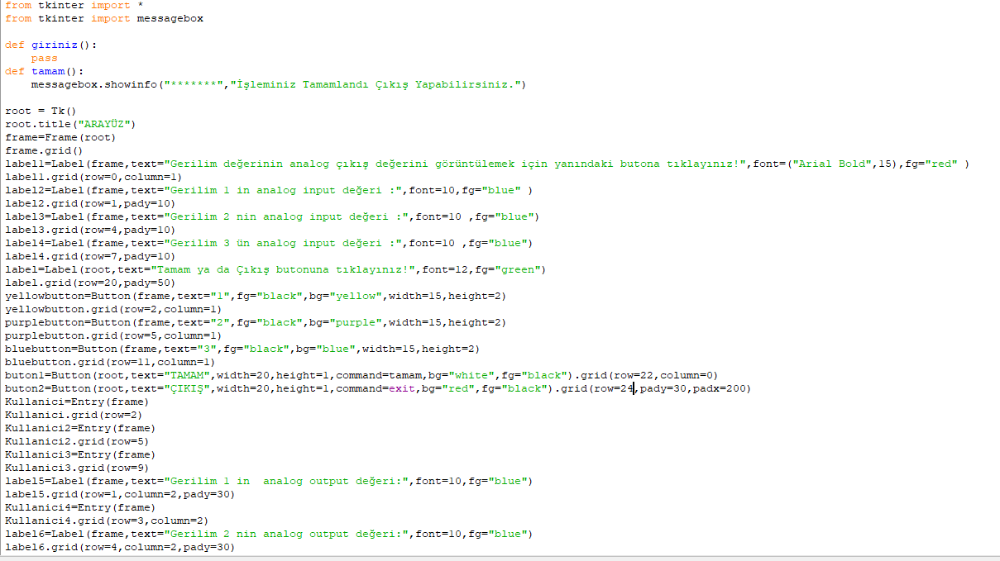 from tkinter import *
from tkinter import messagebox

def giriniz():
    pass
def tamam():
    messagebox.showinfo("*******","İşleminiz Tamamlandı Çıkış Yapabilirsiniz.")

root = Tk()
root.title("ARAYÜZ")
frame=Frame(root)
frame.grid()
label1=Label(frame,text="Gerilim değerinin analog çıkış değerini görüntülemek için yanındaki butona tıklayınız!",font=("Arial Bold",15),fg="red" )
label1.grid(row=0,column=1)
label2=Label(frame,text="Gerilim 1 in analog input değeri :",font=10,fg="blue" )
label2.grid(row=1,pady=10)
label3=Label(frame,text="Gerilim 2 nin analog input değeri :",font=10 ,fg="blue")
label3.grid(row=4,pady=10)
label4=Label(frame,text="Gerilim 3 ün analog input değeri :",font=10 ,fg="blue")
label4.grid(row=7,pady=10)
label=Label(root,text="Tamam ya da Çıkış butonuna tıklayınız!",font=12,fg="green")
label.grid(row=20,pady=50)
yellowbutton=Button(frame,text="1",fg="black",bg="yellow",width=15,height=2)
yellowbutton.grid(row=2,column=1)
purplebutton=Button(frame,text="2",fg="black",bg="purple",width=15,height=2)
purplebutton.grid(row=5,column=1)
bluebutton=Button(frame,text="3",fg="black",bg="blue",width=15,height=2)
bluebutton.grid(row=11,column=1)
buton1=Button(root,text="TAMAM",width=20,height=1,command=tamam,bg="white",fg="black").grid(row=22,column=0)
buton2=Button(root,text="ÇIKIŞ",width=20,height=1,command=exit,bg="red",fg="black").grid(row=24,pady=30,padx=200)
Kullanici=Entry(frame)
Kullanici.grid(row=2)
Kullanici2=Entry(frame)
Kullanici2.grid(row=5)
Kullanici3=Entry(frame)
Kullanici3.grid(row=9)
label5=Label(frame,text="Gerilim 1 in  analog output değeri:",font=10,fg="blue")
label5.grid(row=1,column=2,pady=30)
Kullanici4=Entry(frame)
Kullanici4.grid(row=3,column=2)
label6=Label(frame,text="Gerilim 2 nin analog output değeri:",font=10,fg="blue")
label6.grid(row=4,column=2,pady=30)